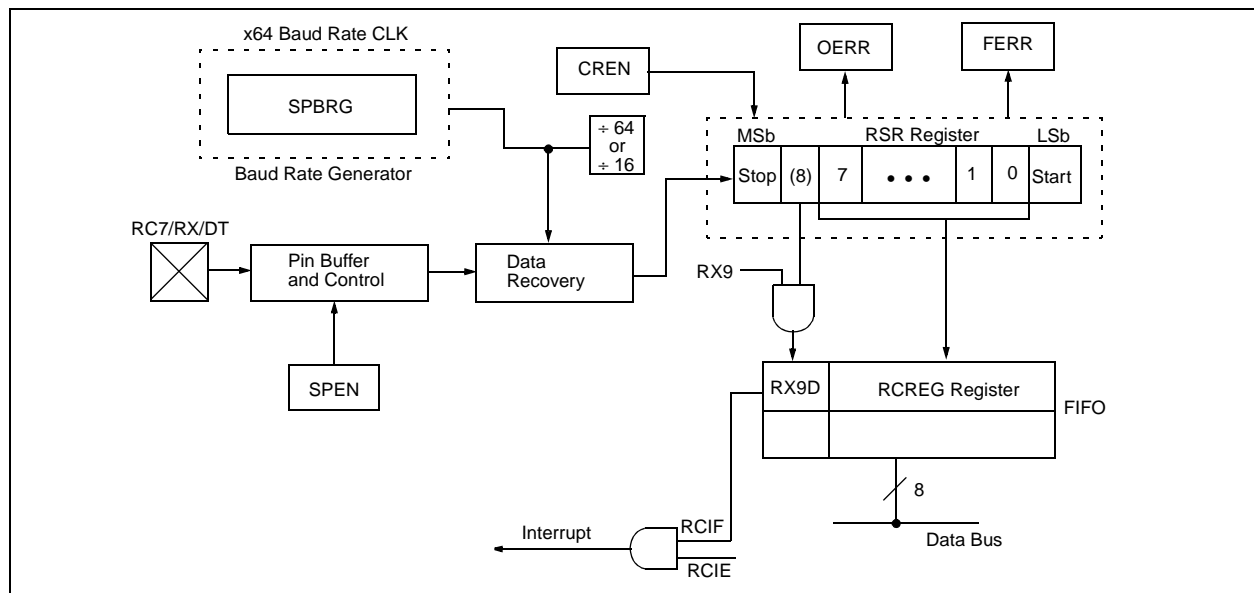 x64 Baud Rate CLK
SPBRG
Baud Rate Generator
CREN
OERR
FERR
÷ 64
or
÷ 16
MSb
RSR Register
LSb
Stop
(8)
7
• • •
1
0
Start
RC7/RX/DT
Pin Buffer
and Control
Data
Recovery
RX9
SPEN
RX9D
RCREG Register
FIFO
8
Data Bus
Interrupt
RCIF
RCIE